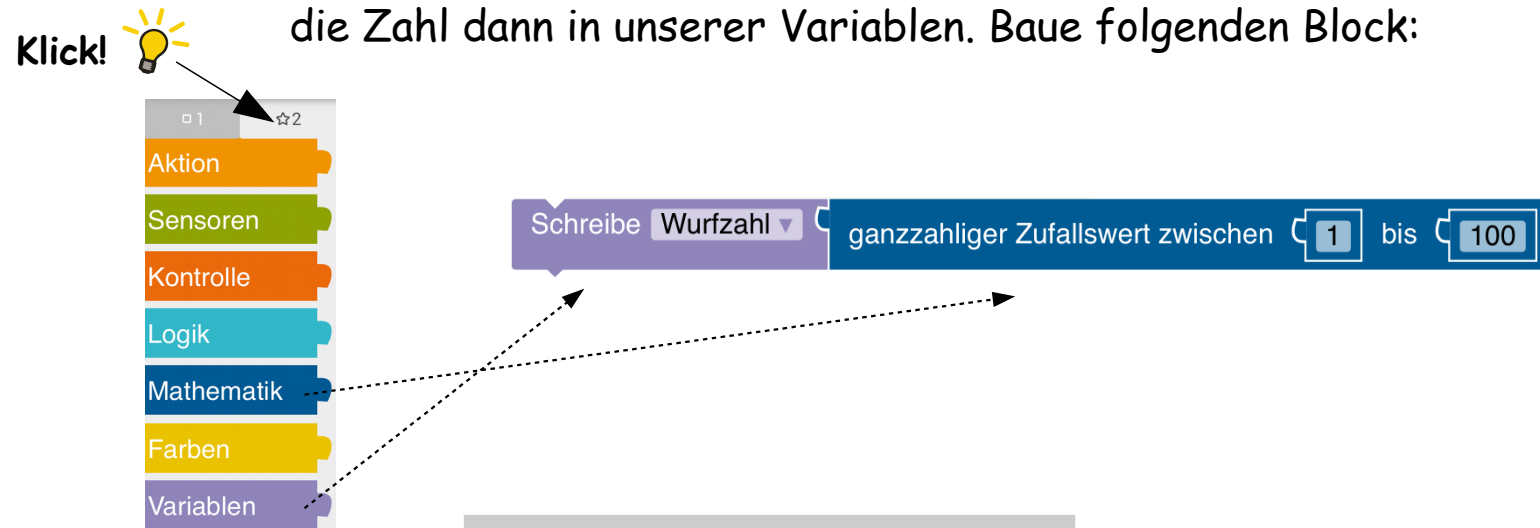 die Zahl dann in unserer Variablen. Baue folgenden Block:
Klick!
1 2
Aktion
Sensoren
Kontrolle
Logik
Mathematik
Farben
Variablen
Schreibe Wurfzahl ganzzahliger Zufallswert zwischen 1 bis 100